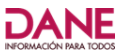 DANE
INFORMACIÓN PARA TODOS